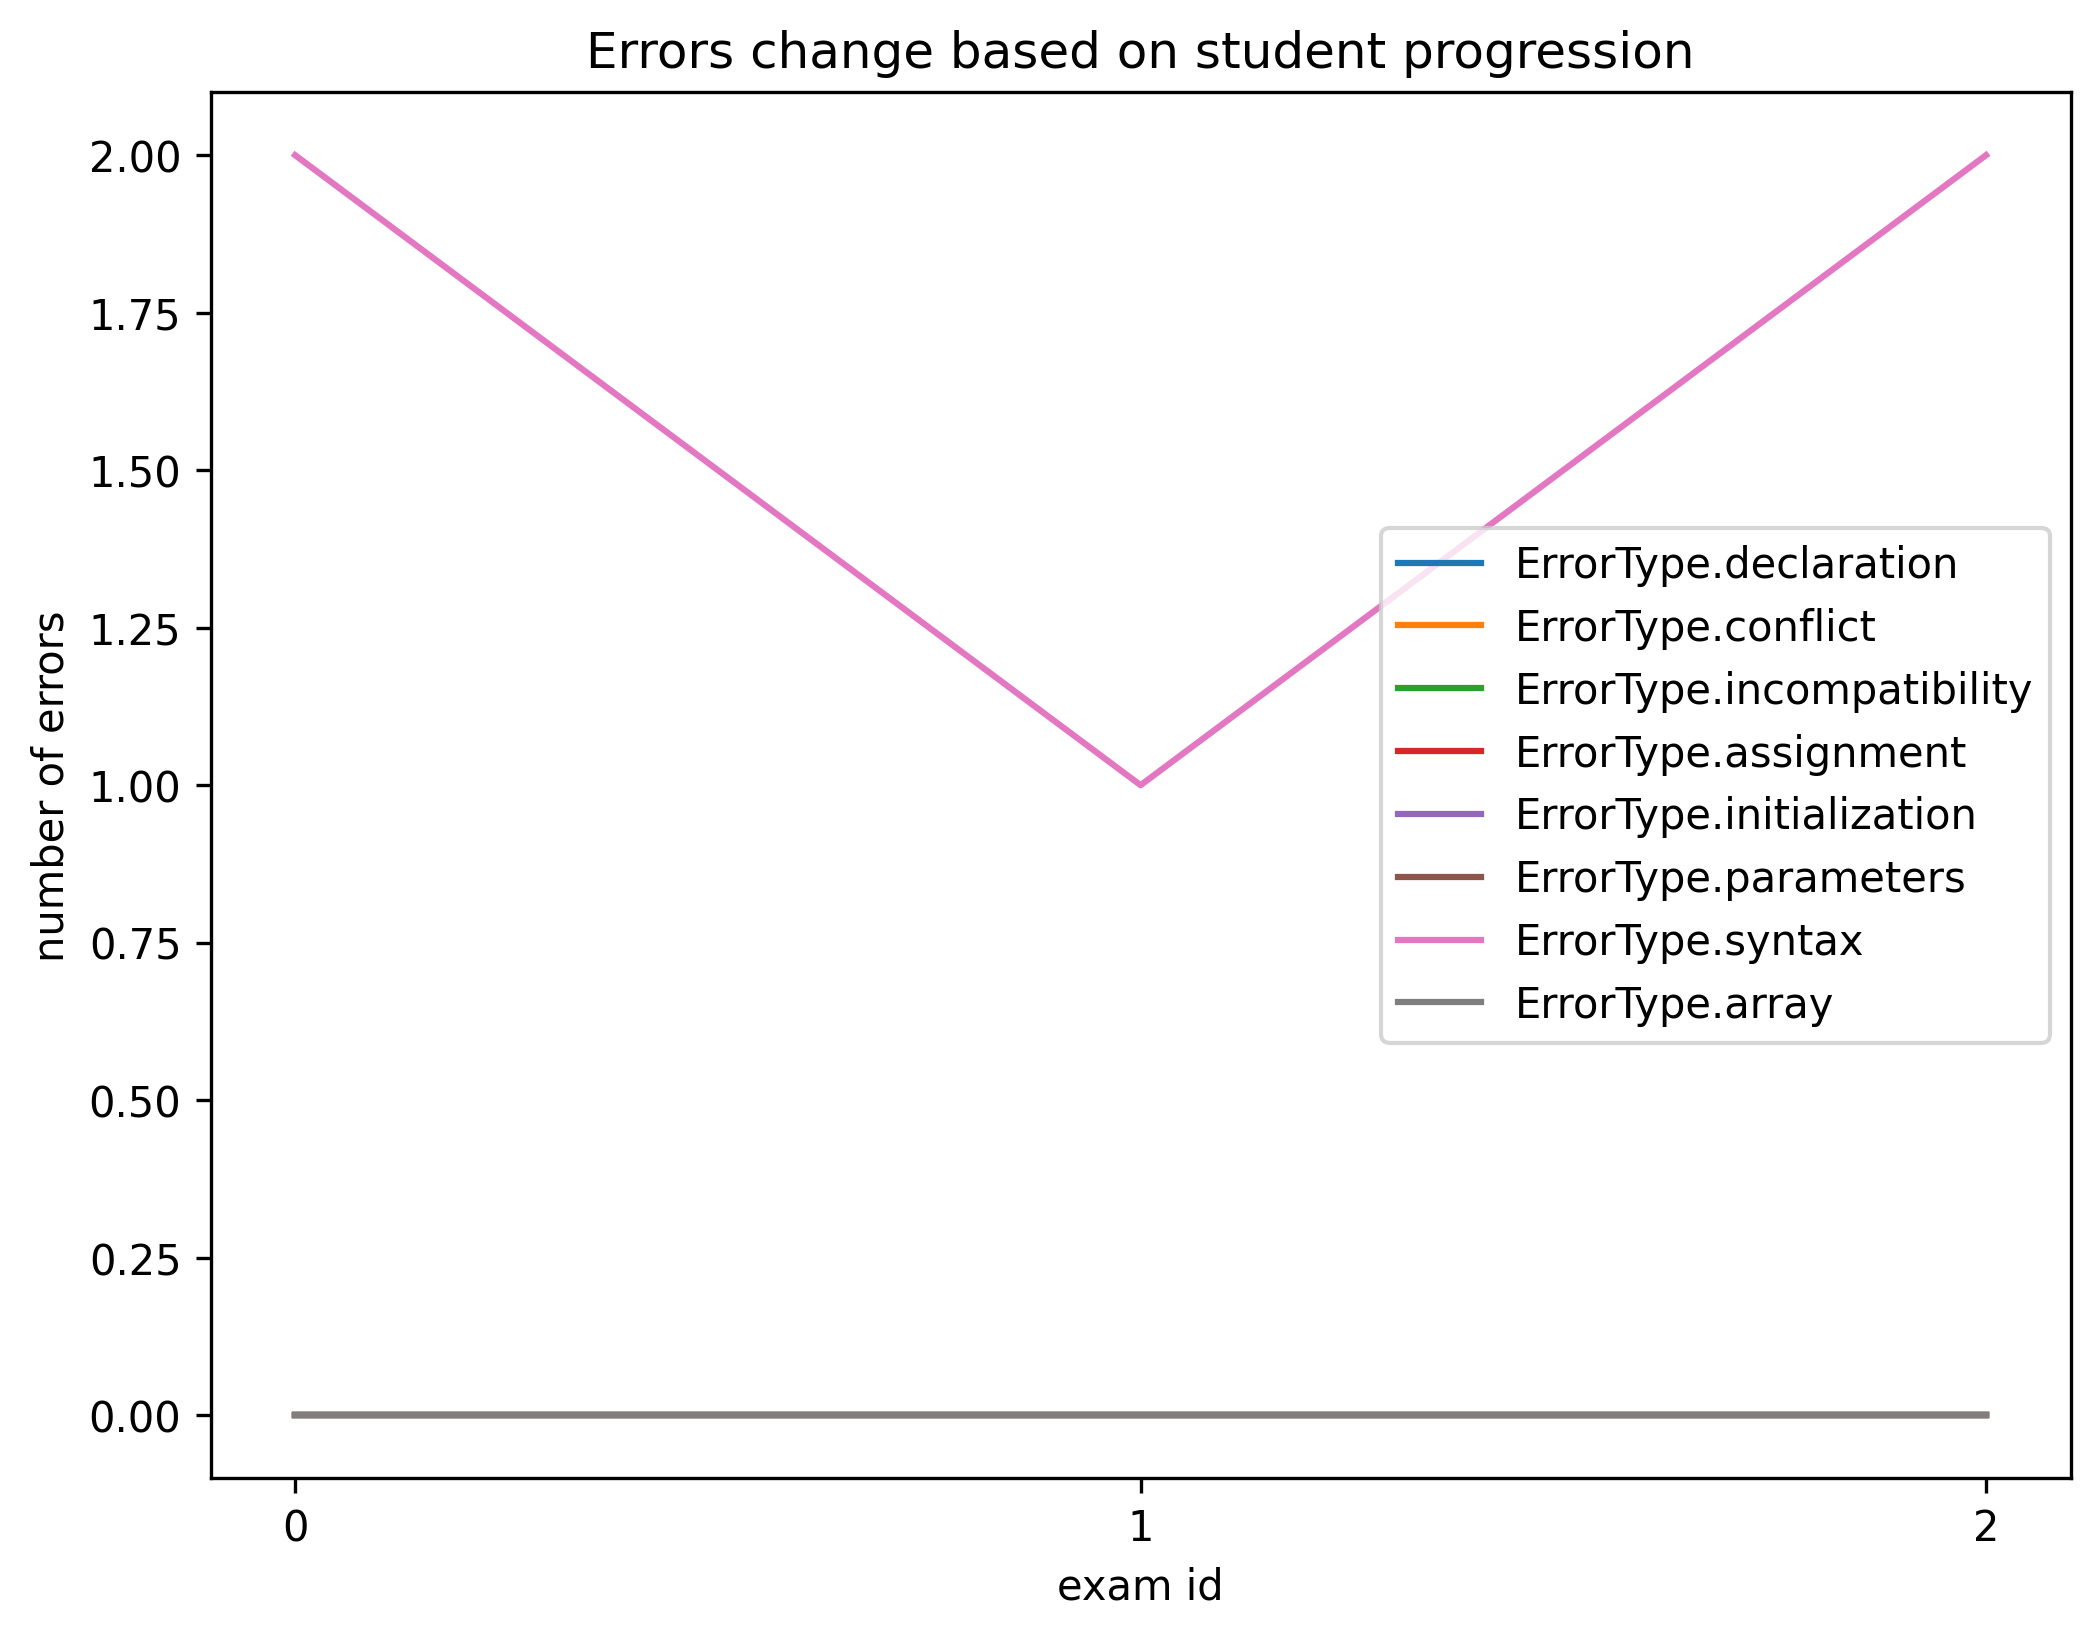 Errors change based on student progression
2.00
1.75
1.50
1.25
1.00
0.75
0.50
0.25
0.00
number of errors
ErrorType.declaration
ErrorType.conflict
ErrorType.incompatibility
ErrorType.assignment
ErrorType.initialization
ErrorType.parameters
ErrorType.syntax
ErrorType.array
0 1 2
exam id